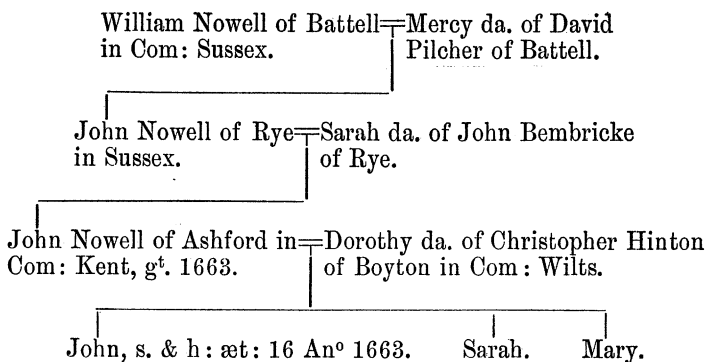 William Nowell of Battell=Mercy da. of David
in Com: Sussex. Pilcher of Battell.
John Nowell of Rye=Sarah da. of John Bembricke
in Sussex. of Rye.
John Nowell of Ashford in=Dorothy da. of Christopher Hinton
Com: Kent, gᵗ. 1663. of Boyton in Com: Wilts.
John, s. & h: æt: 16 Anº 1663. Sarah. Mary.